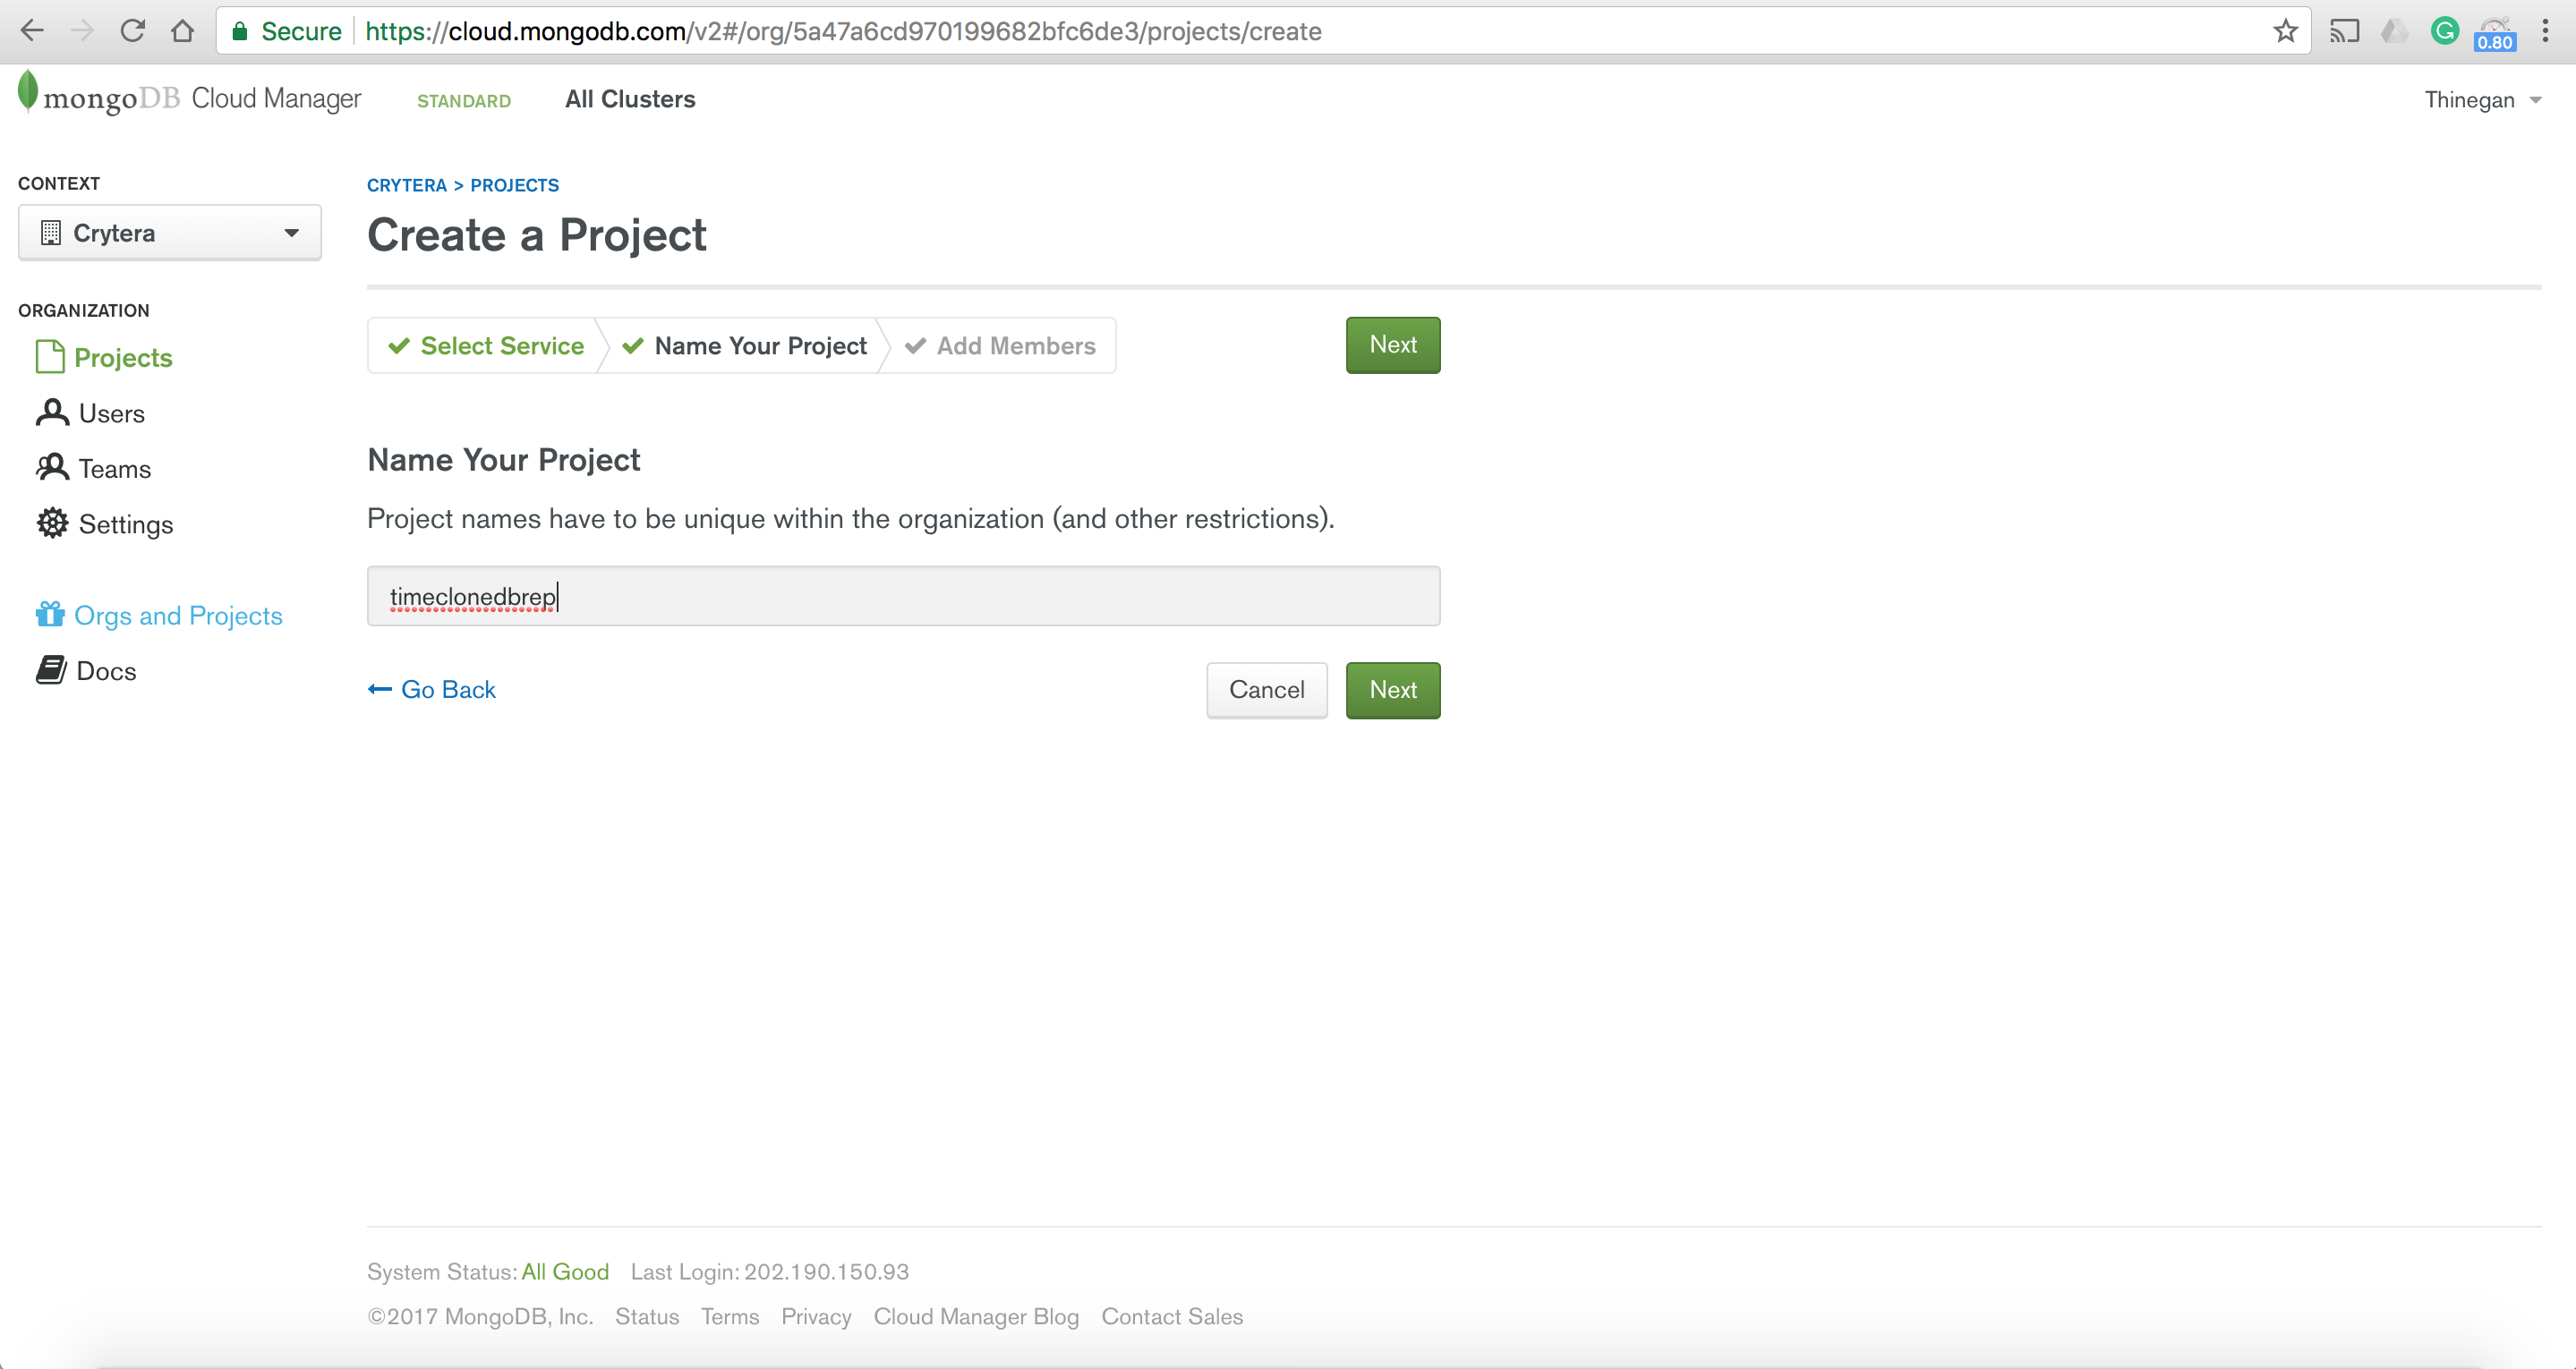 Secure https://cloud.mongodb.com/v2#/org/5a47a6cd970199682bfc6de3/projects/create
0.80
mongoDB Cloud Manager STANDARD All Clusters Thinegan
CONTEXT
Crytera
ORGANIZATION
Projects
Users
Teams
Settings
Orgs and Projects
Docs
CRYTERA > PROJECTS
Create a Project
Select Service Name Your Project Add Members Next
Name Your Project
Project names have to be unique within the organization (and other restrictions).
timeclonedbrep
Go Back Cancel Next
System Status: All Good Last Login: 202.190.150.93
©2017 MongoDB, Inc. Status Terms Privacy Cloud Manager Blog Contact Sales